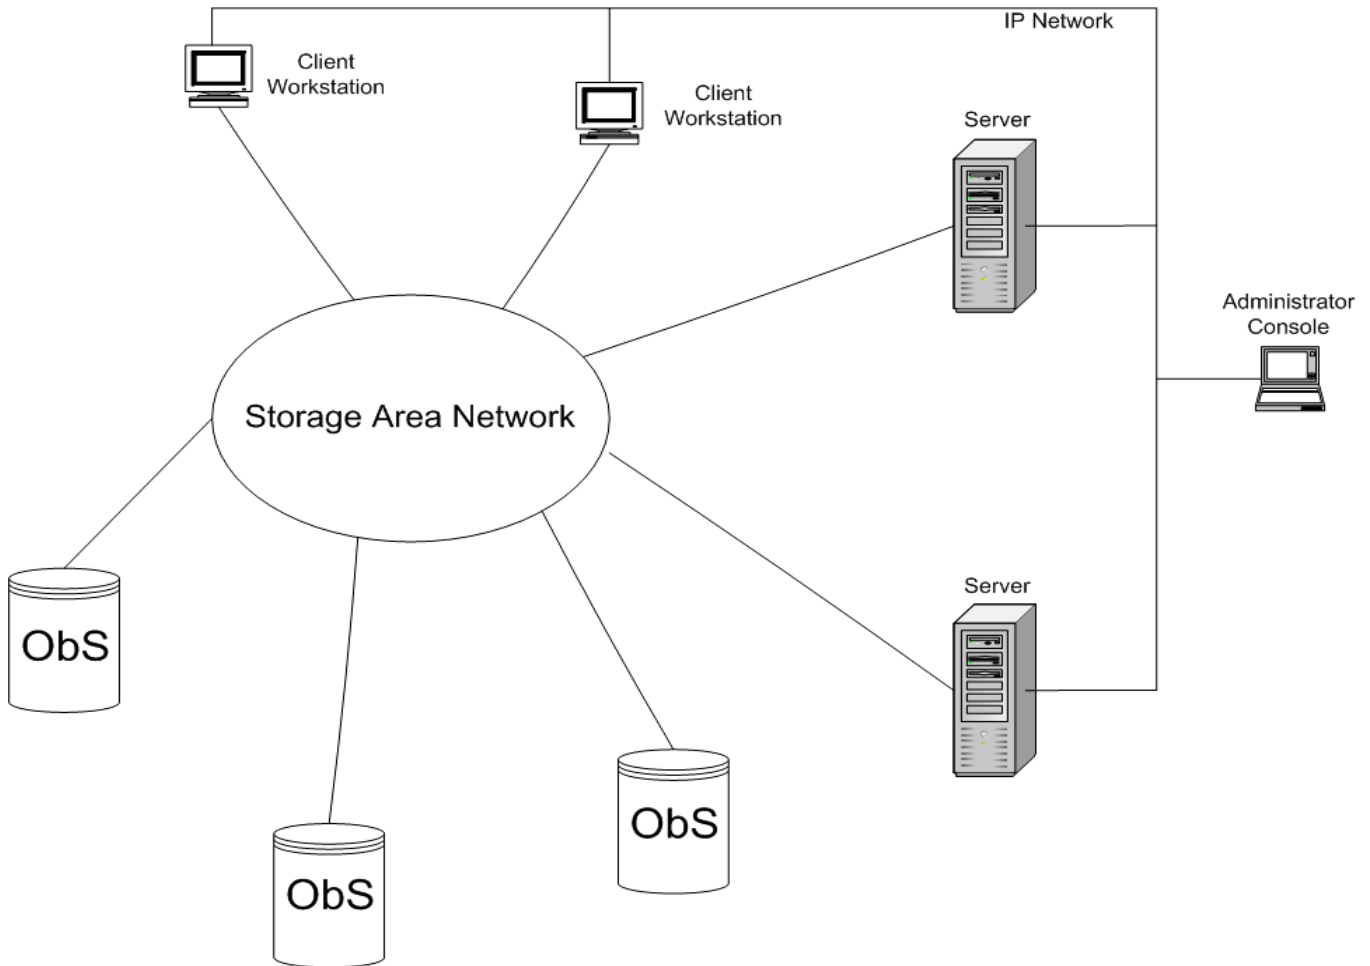 IP Network
Client
Workstation
Client
Workstation
Server
Administrator
Console
Storage Area Network
Server
ObS
ObS
ObS